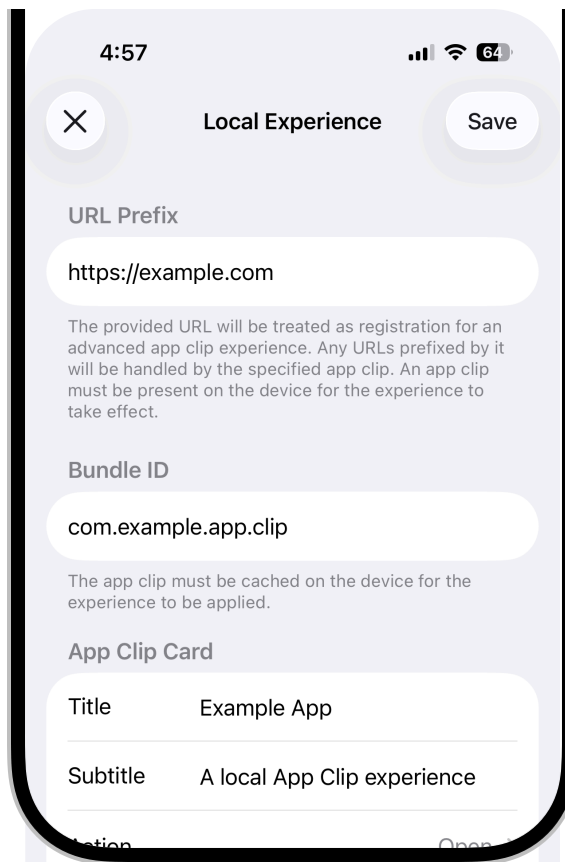 4:57
64
Local Experience
Save
URL Prefix
https://example.com
The provided URL will be treated as registration for an
advanced app clip experience. Any URLs prefixed by it
will be handled by the specified app clip. An app clip
must be present on the device for the experience to
take effect.
Bundle ID
com.example.app.clip
The app clip must be cached on the device for the
experience to be applied.
App Clip Card
Title Example App
Subtitle A local App Clip experience
Action Open